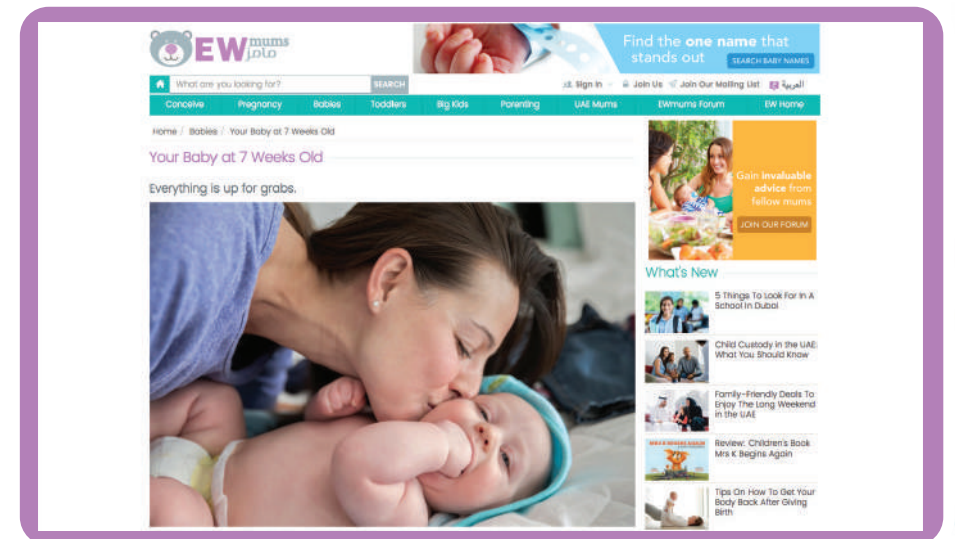 EW mums
مامز
Find the one name that
stands out
SEARCH BABY NAMES
What are you looking for?
SEARCH
Sign In
Join Us
Join Our Mailing List
العربية
Conceive
Pregnancy
Babies
Toddlers
Big Kids
Parenting
UAE Mums
EWmums Forum
EW Home
Home / Babies / Your Baby at 7 Weeks Old
Your Baby at 7 Weeks Old
Everything is up for grabs.
Gain invaluable
advice from
fellow mums
JOIN OUR FORUM
What's New
5 Things To Look For In A
School In Dubai
Child Custody in the UAE:
What You Should Know
Family-Friendly Deals To
Enjoy The Long Weekend
in the UAE
MRS K BEGINS AGAIN
Review: Children's Book
Mrs K Begins Again
Tips On How To Get Your
Body Back After Giving
Birth